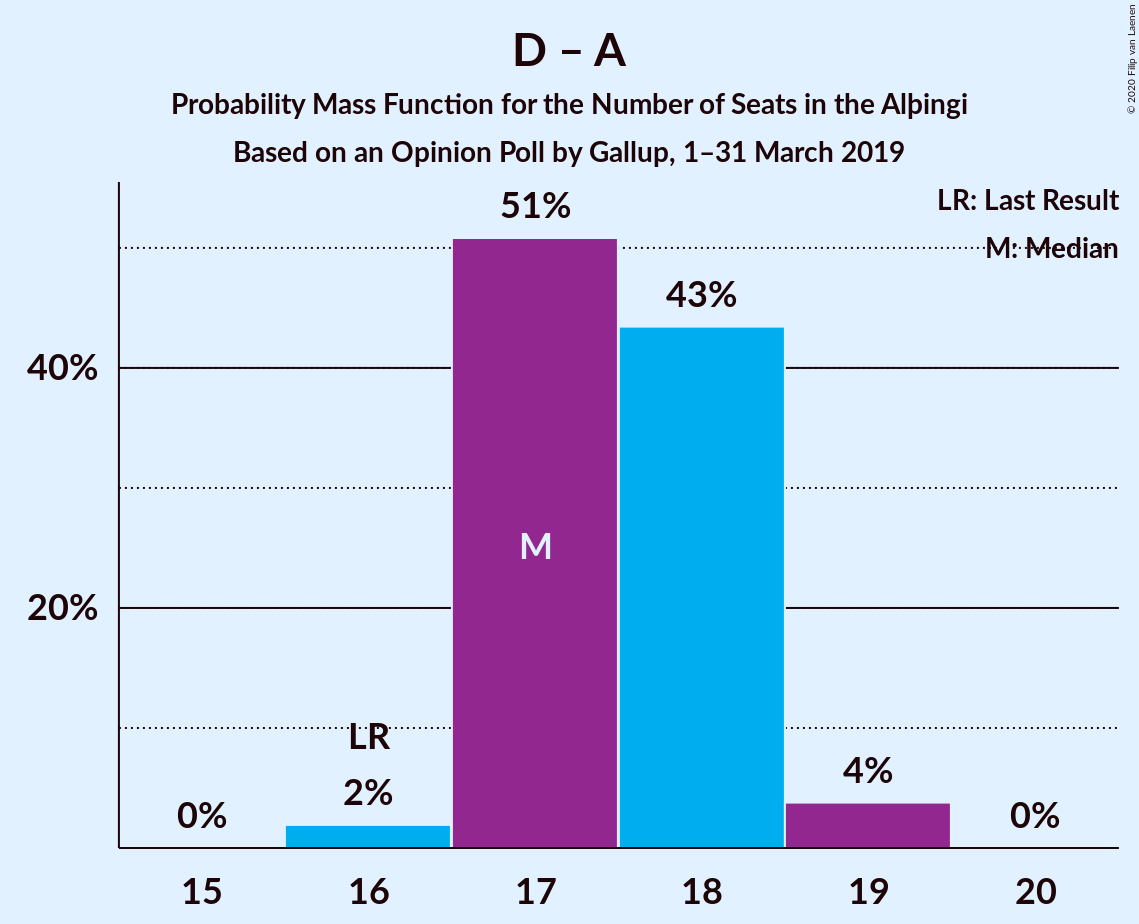 D – A
Probability Mass Function for the Number of Seats in the Alþingi
Based on an Opinion Poll by Gallup, 1–31 March 2019
© 2020 Filip van Laenen
LR: Last Result
M: Median
51%
43%
40%
M
20%
LR
2%
4%
0%
0%
15 16 17 18 19 20